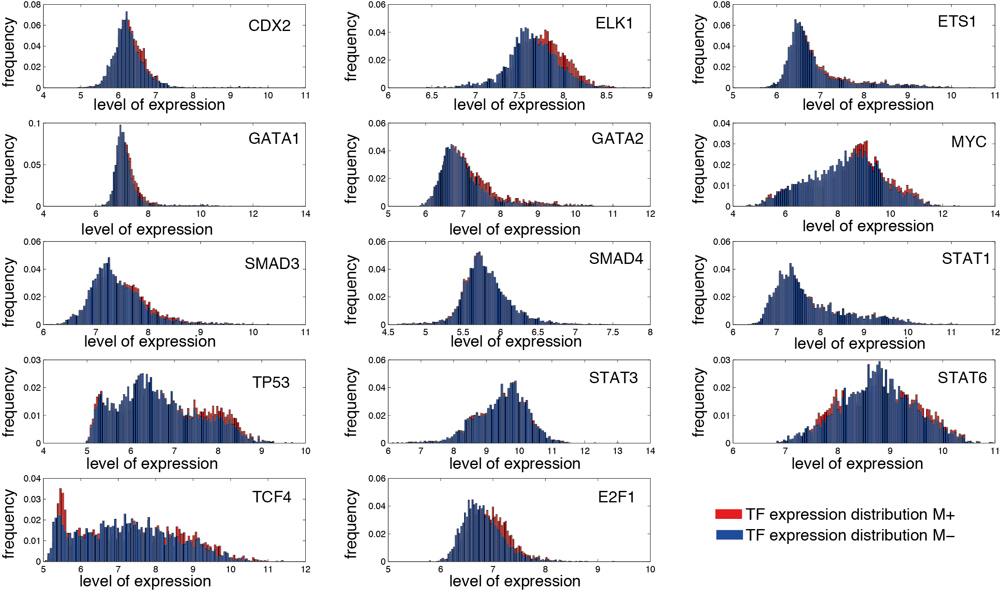 0.08
0.06
0.04
0.02
0
frequency
CDX2
4 5 6 7 8 9 10 11
level of expression
0.06
0.04
0.02
0
frequency
ELK1
6 6.5 7 7.5 8 8.5 9
level of expression
0.08
0.06
0.04
0.02
0
frequency
ETS1
5 6 7 8 9 10 11
level of expression
0.1
0.05
0
frequency
GATA1
4 6 8 10 12 14
level of expression
0.06
0.04
0.02
0
frequency
GATA2
5 6 7 8 9 10 11 12
level of expression
0.04
0.03
0.02
0.01
0
frequency
MYC
4 6 8 10 12 14
level of expression
0.06
0.04
0.02
0
frequency
SMAD3
6 7 8 9 10 11
level of expression
0.06
0.04
0.02
0
frequency
SMAD4
4.5 5 5.5 6 6.5 7 7.5 8
level of expression
0.06
0.04
0.02
0
frequency
STAT1
6 7 8 9 10 11 12
level of expression
0.03
0.02
0.01
0
frequency
TP53
4 5 6 7 8 9 10
level of expression
0.06
0.04
0.02
0
frequency
STAT3
6 7 8 9 10 11 12 13 14
level of expression
0.03
0.02
0.01
0
frequency
STAT6
6 7 8 9 10 11
level of expression
0.04
0.03
0.02
0.01
0
frequency
TCF4
5 6 7 8 9 10 11 12
level of expression
0.06
0.04
0.02
0
frequency
E2F1
5 6 7 8 9 10
level of expression
TF expression distribution M+
TF expression distribution M−